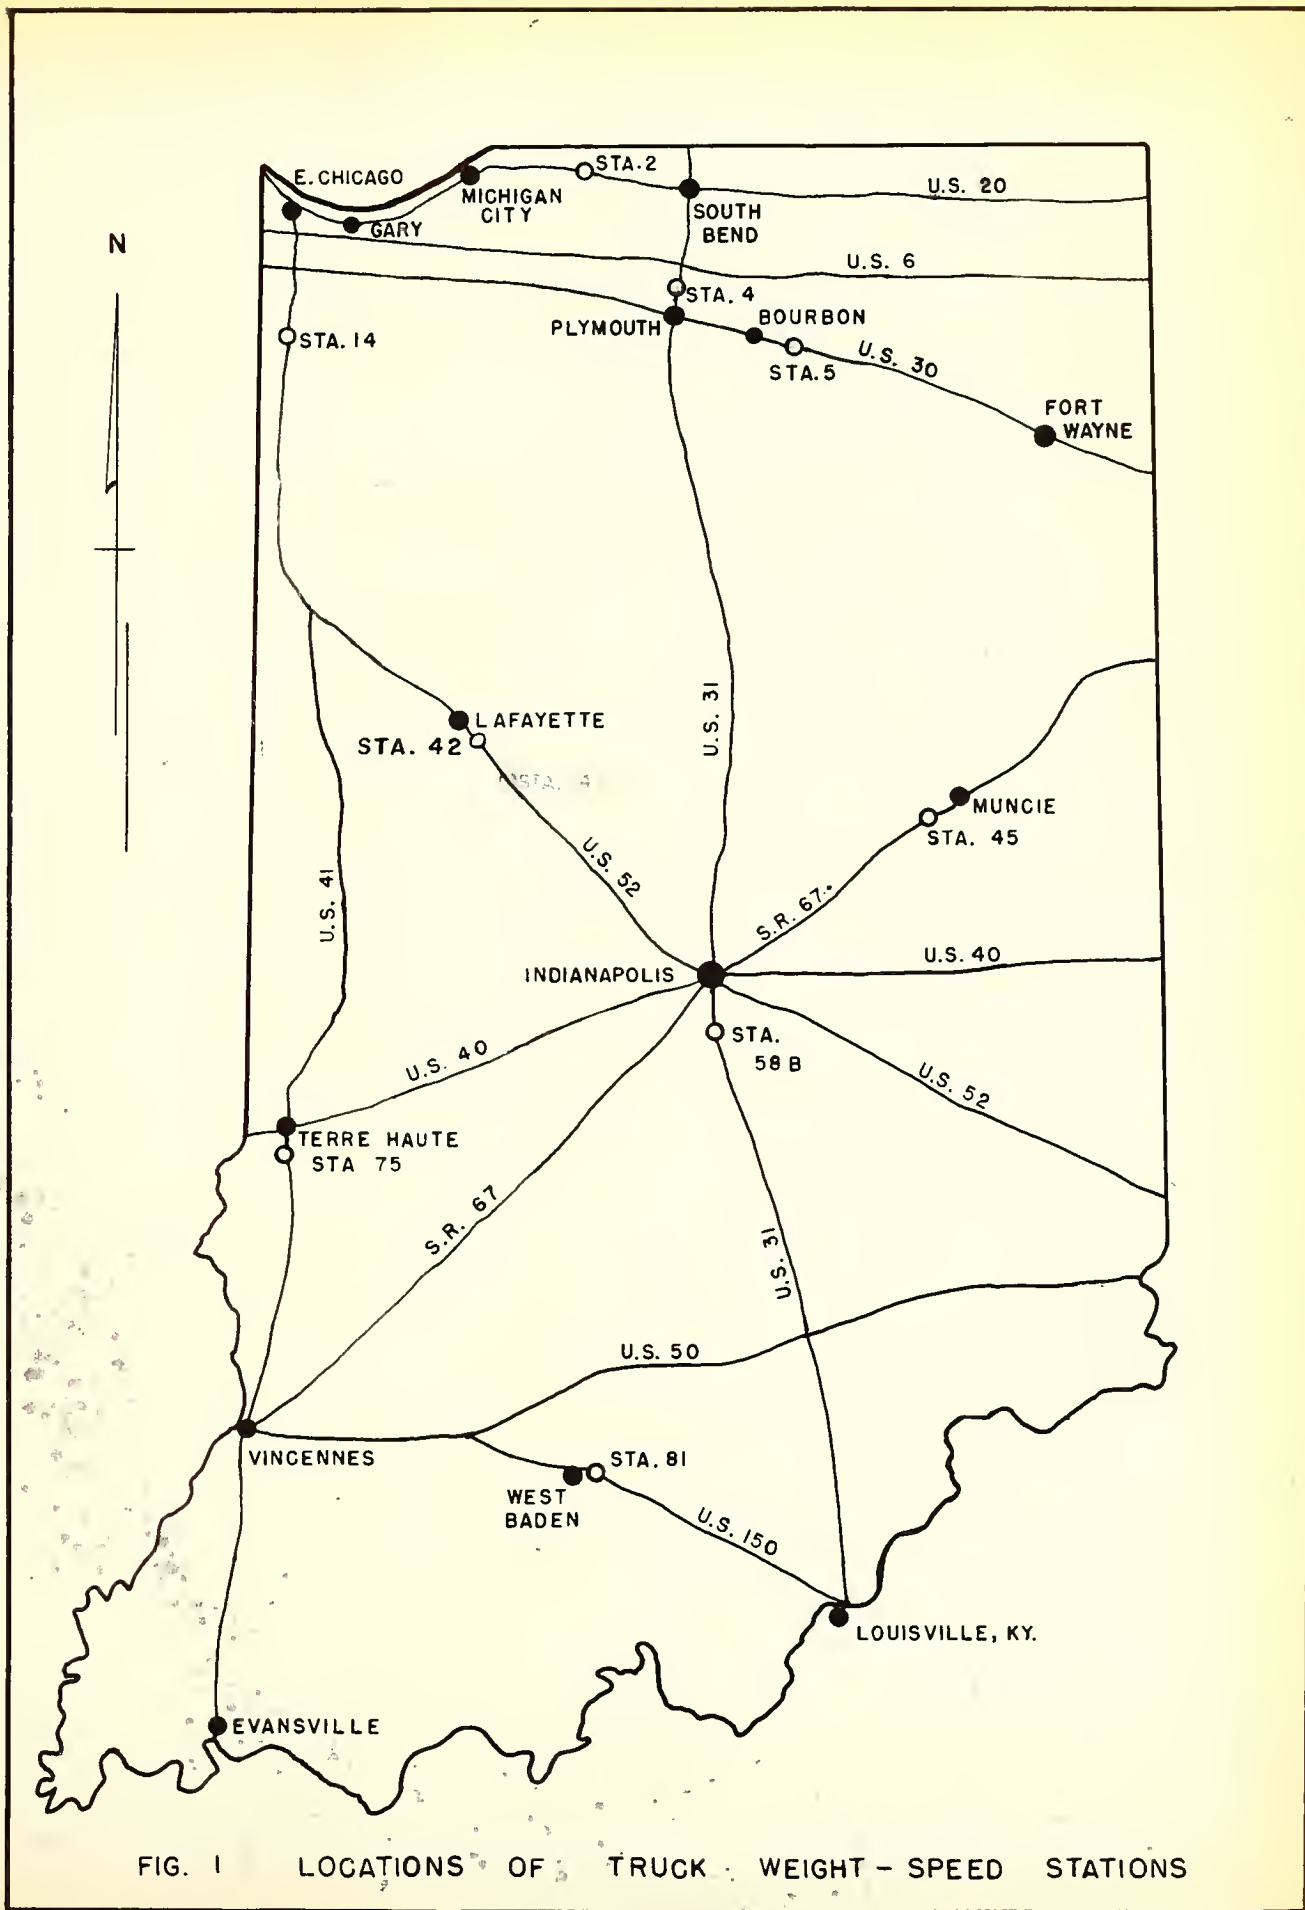 E. CHICAGO
STA. 2
MICHIGAN
CITY
U.S. 20
SOUTH
BEND
GARY
N
U.S. 6
STA. 4
PLYMOUTH
BOURBON
STA. 14
U.S. 30
STA. 5
FORT
WAYNE
U.S. 31
LAFAYETTE
STA. 42
STA. 4
MUNCIE
STA. 45
U.S. 52
U.S. 41
S.R. 67
U.S. 40
INDIANAPOLIS
STA.
58 B
U.S. 40
U.S. 52
TERRE HAUTE
STA 75
S.R. 67
U.S. 31
U.S. 50
VINCENNES
STA. 81
WEST
BADEN
U.S. 150
LOUISVILLE, KY.
EVANSVILLE
FIG. 1 LOCATIONS OF TRUCK WEIGHT - SPEED STATIONS